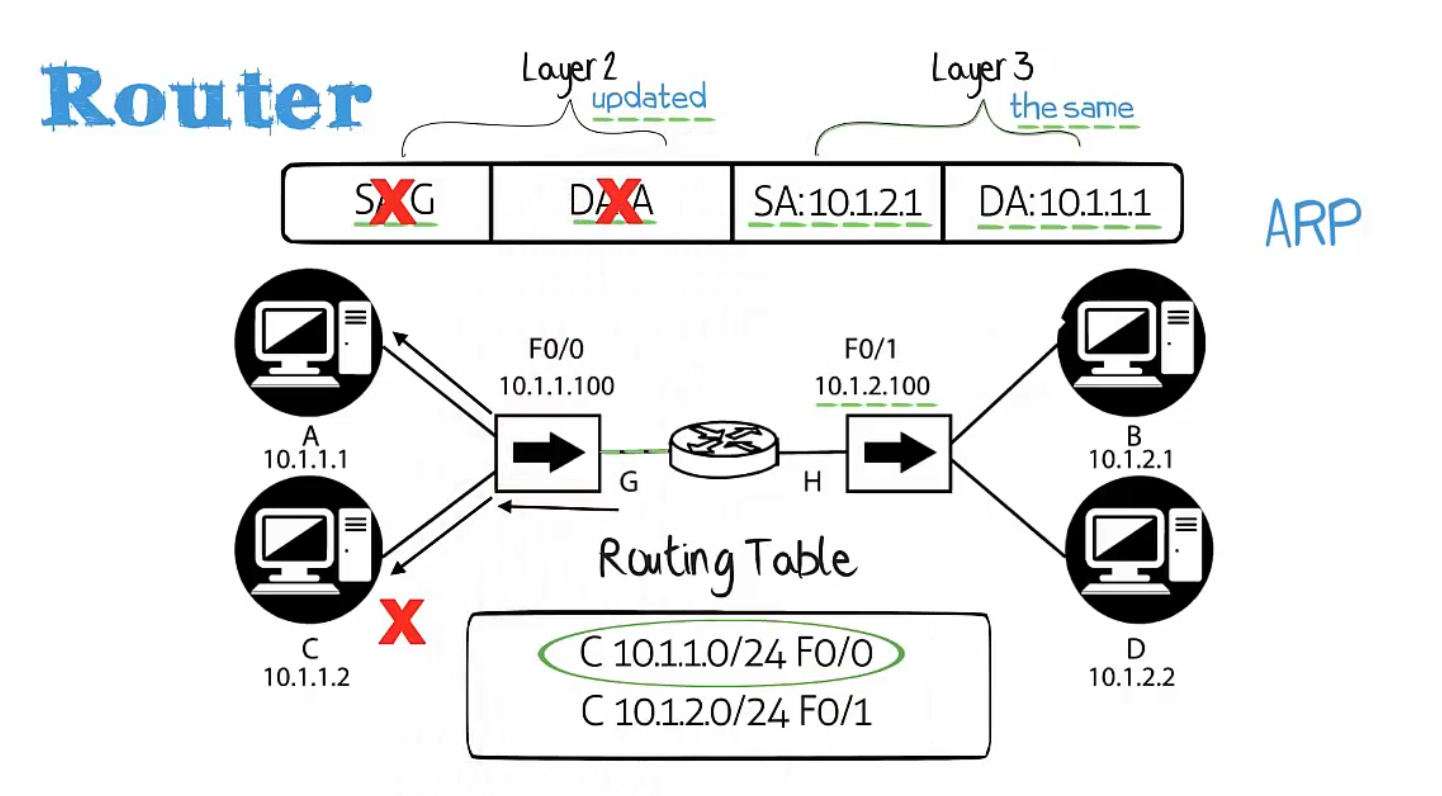 Router
Layer 2
updated
Layer 3
the same
SA:10.1.2.1
DA:10.1.1.1
ARP
F0/0
10.1.1.100
F0/1
10.1.2.100
A
10.1.1.1
B
10.1.2.1
G
H
Routing Table
C 10.1.1.0/24 F0/0
C 10.1.2.0/24 F0/1
C
10.1.1.2
D
10.1.2.2